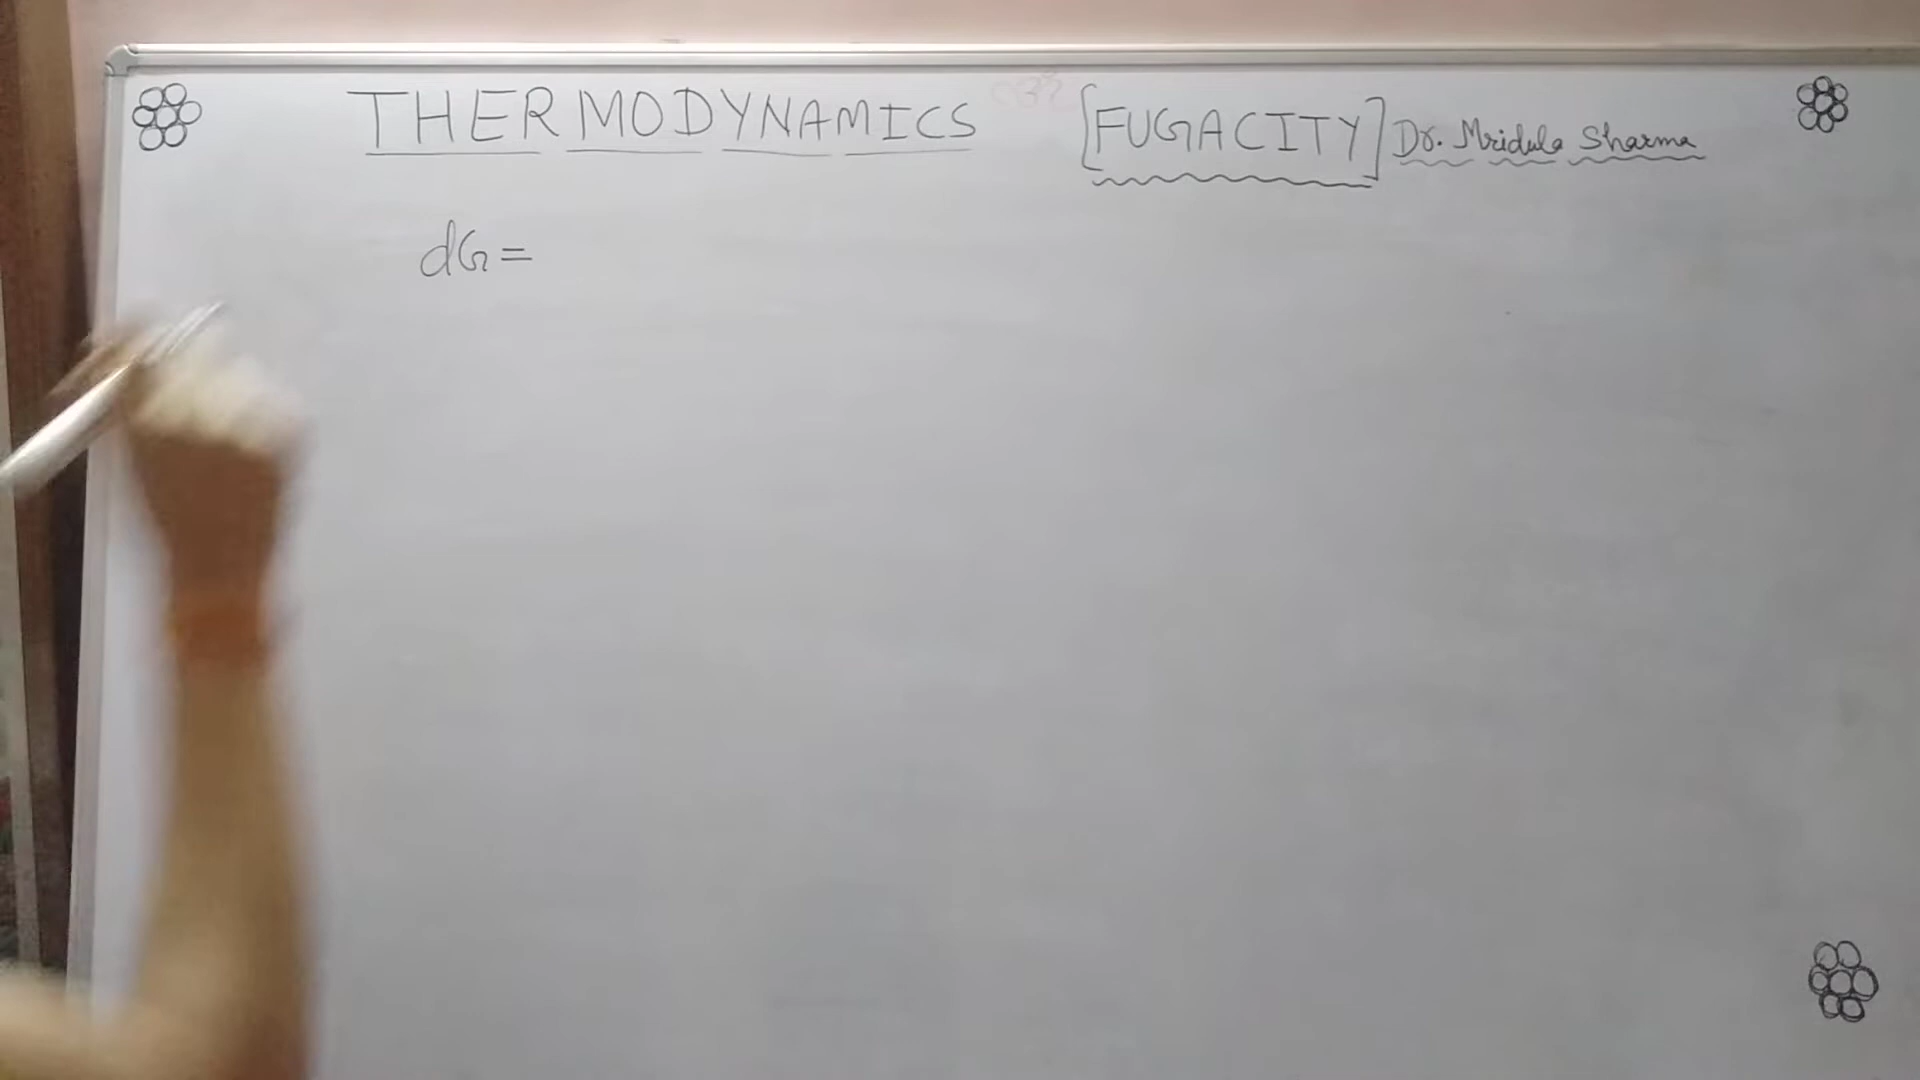 THERMODYNAMICS [FUGACITY] Dr. Mridula Sharma
dG =